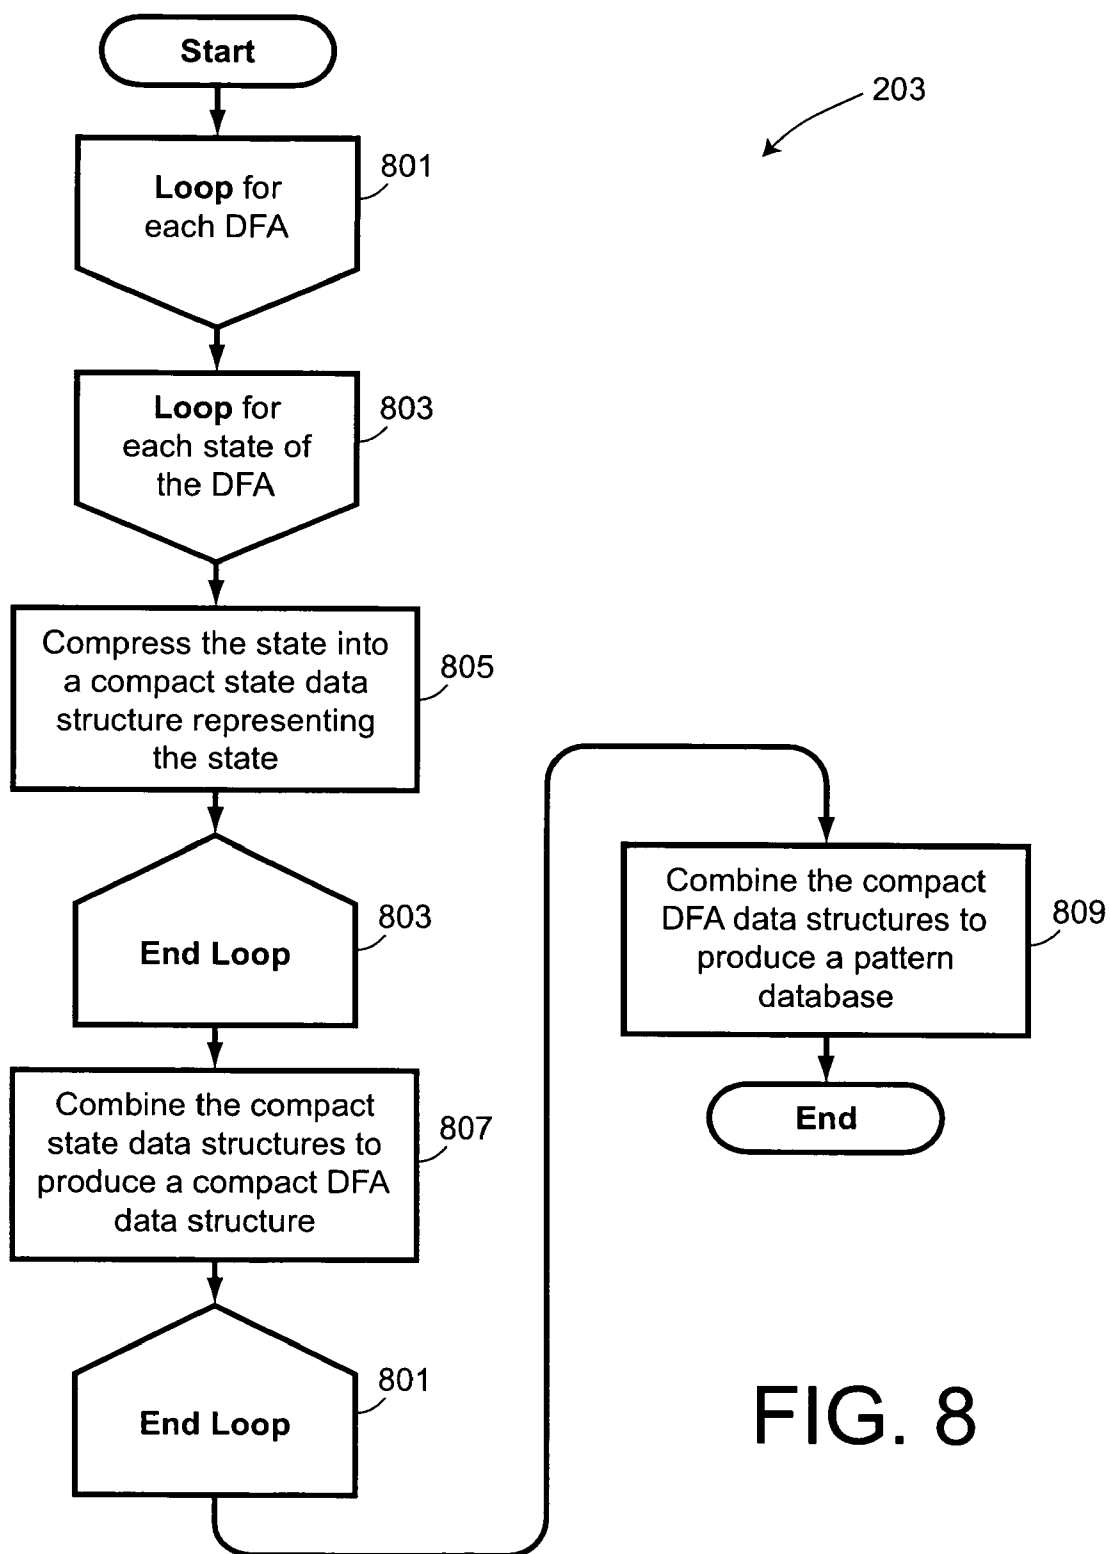 Start
203
Loop for
each DFA
801
Loop for
each state of
the DFA
803
Compress the state into
a compact state data
structure representing
the state
805
End Loop
803
Combine the compact
state data structures to
produce a compact DFA
data structure
807
End Loop
801
Combine the compact
DFA data structures to
produce a pattern
database
809
End
FIG. 8